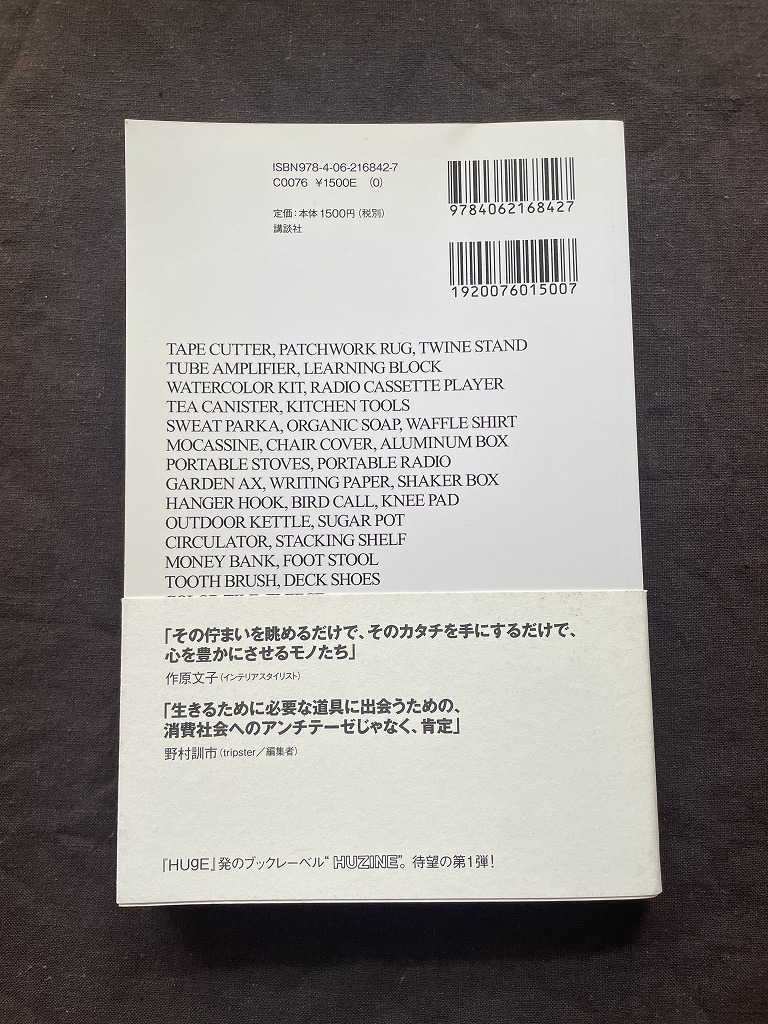 ISBN978-4-06-216842-7
C0076 ¥1500E (0)
定価:本体1500円(税別)
講談社
9784062168427
1920076015007
TAPE CUTTER, PATCHWORK RUG, TWINE STAND
TUBE AMPLIFIER, LEARNING BLOCK
WATERCOLOR KIT, RADIO CASSETTE PLAYER
TEA CANISTER, KITCHEN TOOLS
SWEAT PARKA, ORGANIC SOAP, WAFFLE SHIRT
MOCASSINE, CHAIR COVER, ALUMINUM BOX
PORTABLE STOVES, PORTABLE RADIO
GARDEN AX, WRITING PAPER, SHAKER BOX
HANGER HOOK, BIRD CALL, KNEE PAD
OUTDOOR KETTLE, SUGAR POT
CIRCULATOR, STACKING SHELF
MONEY BANK, FOOT STOOL
TOOTH BRUSH, DECK SHOES
「その佇まいを眺めるだけで、そのカタチを手にするだけで、
心を豊かにさせるモノたち」
作原文子(インテリアスタイリスト)
「生きるために必要な道具に出会うための、
消費社会へのアンチテーゼじゃなく、肯定」
野村訓市(tripster/編集者)
『HUgE』発のブックレーベル“HUZINE”。待望の第1弾!